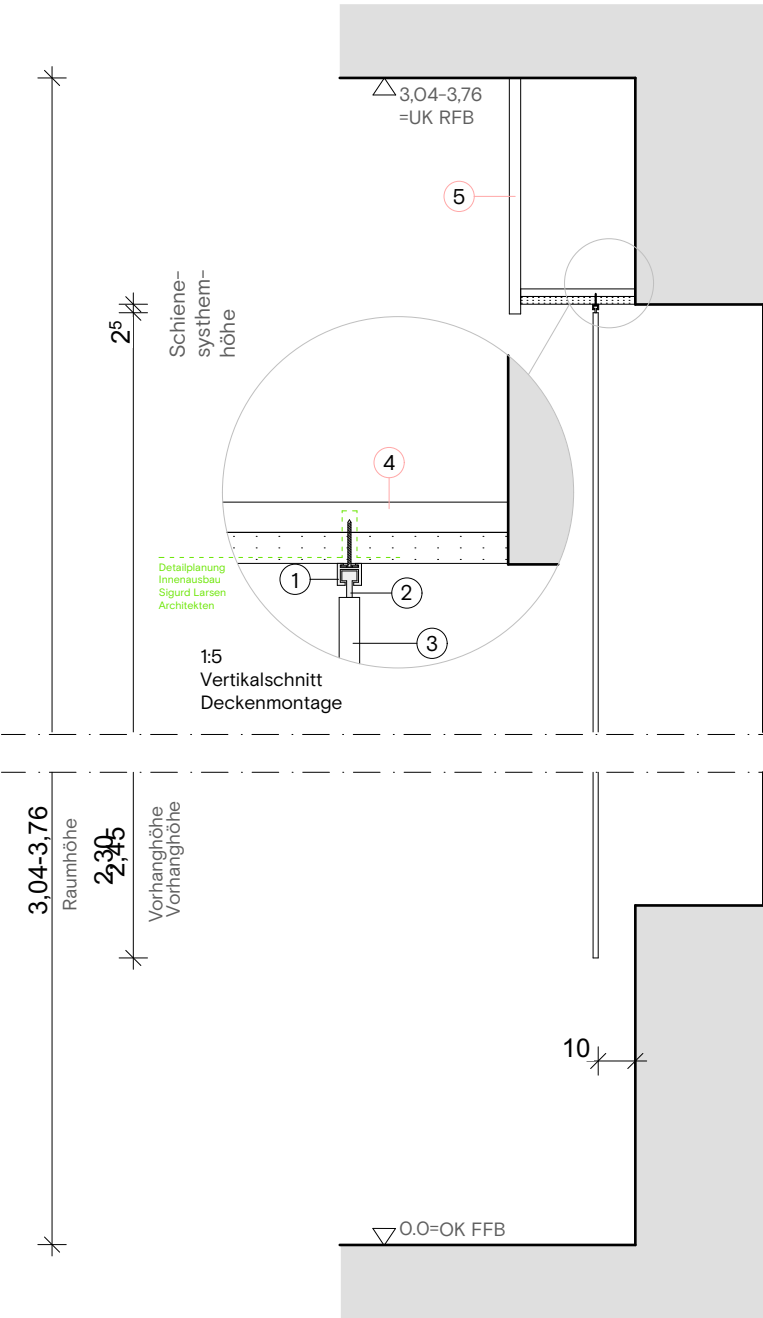 3,04-3,76
=UK RFB
5
2⁵
Schiene-
systhem-
höhe
4
Detailplanung
Innenausbau
Sigurd Larsen
Architekten
1
2
3
1:5
Vertikalschnitt
Deckenmontage
3,04-3,76
Raumhöhe
2,30
2,45
Vorhanghöhe
Vorhanghöhe
10
0.0=OK FFB